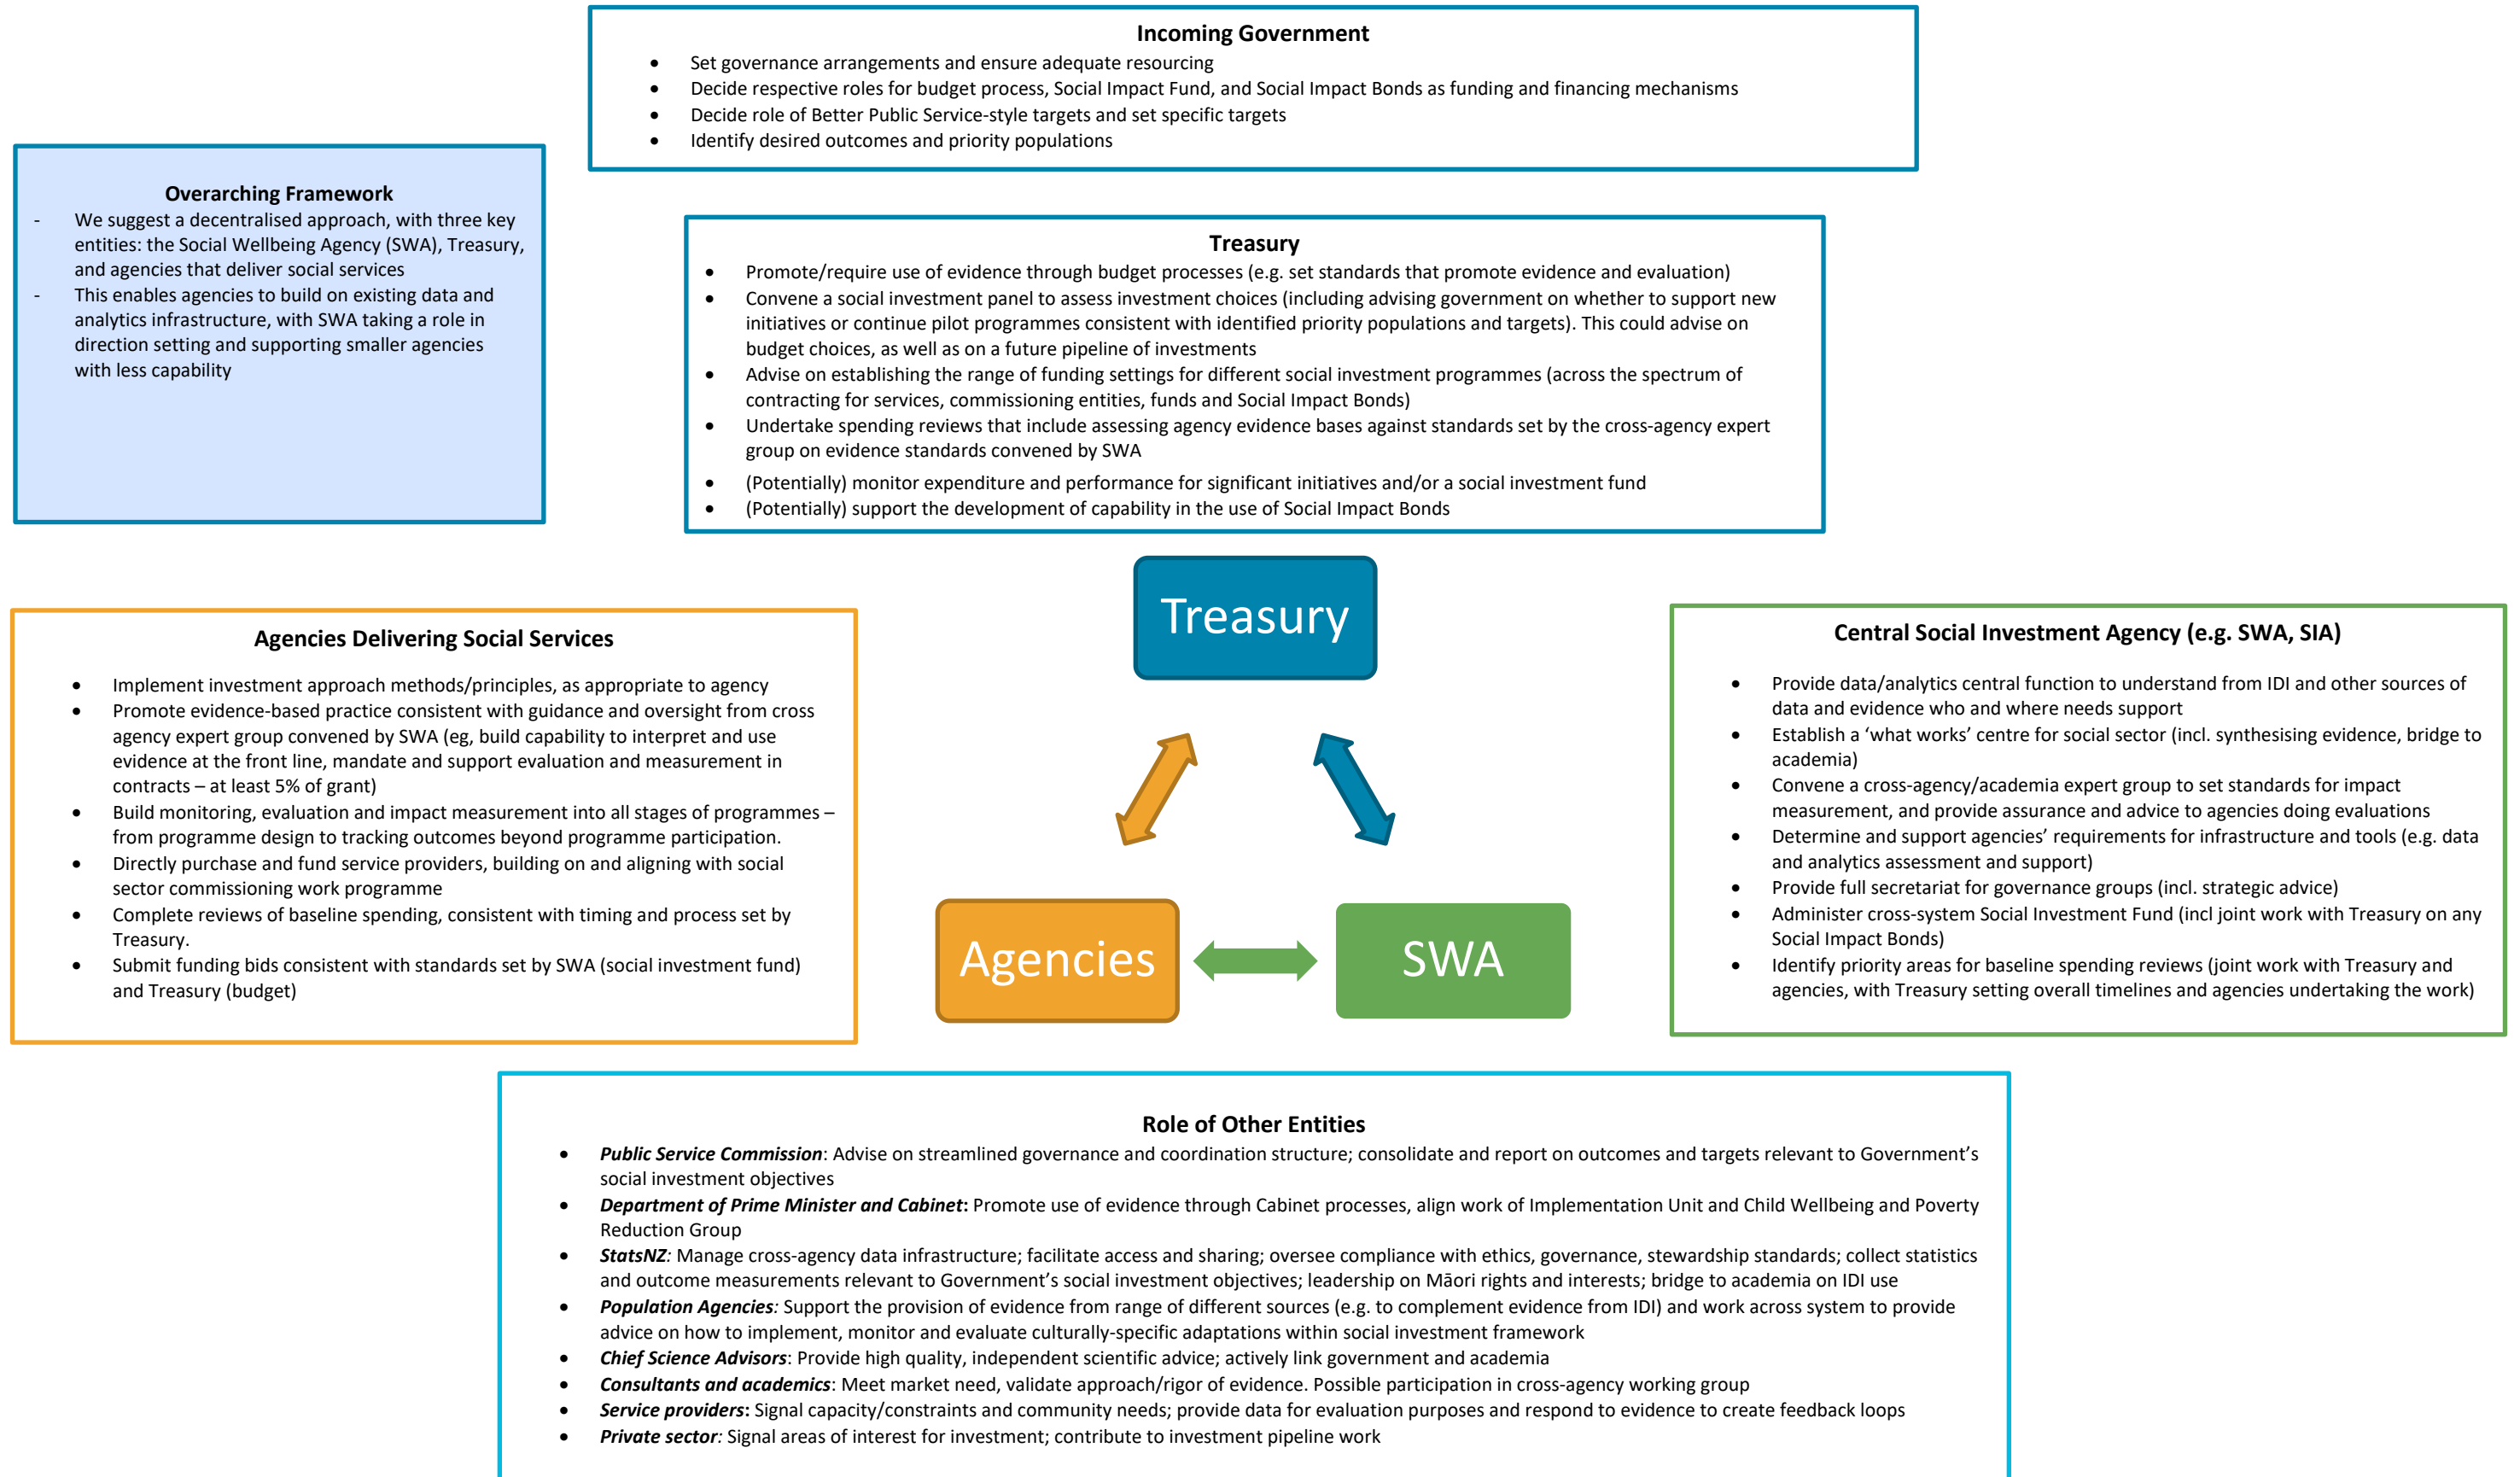 Incoming Government
• Set governance arrangements and ensure adequate resourcing
• Decide respective roles for budget process, Social Impact Fund, and Social Impact Bonds as funding and financing mechanisms
• Decide role of Better Public Service-style targets and set specific targets
• Identify desired outcomes and priority populations
Overarching Framework
- We suggest a decentralised approach, with three key
entities: the Social Wellbeing Agency (SWA), Treasury,
and agencies that deliver social services
- This enables agencies to build on existing data and
analytics infrastructure, with SWA taking a role in
direction setting and supporting smaller agencies
with less capability
Treasury
• Promote/require use of evidence through budget processes (e.g. set standards that promote evidence and evaluation)
• Convene a social investment panel to assess investment choices (including advising government on whether to support new
initiatives or continue pilot programmes consistent with identified priority populations and targets). This could advise on
budget choices, as well as on a future pipeline of investments
• Advise on establishing the range of funding settings for different social investment programmes (across the spectrum of
contracting for services, commissioning entities, funds and Social Impact Bonds)
• Undertake spending reviews that include assessing agency evidence bases against standards set by the cross-agency expert
group on evidence standards convened by SWA
• (Potentially) monitor expenditure and performance for significant initiatives and/or a social investment fund
• (Potentially) support the development of capability in the use of Social Impact Bonds
Agencies Delivering Social Services
• Implement investment approach methods/principles, as appropriate to agency
• Promote evidence-based practice consistent with guidance and oversight from cross
agency expert group convened by SWA (eg, build capability to interpret and use
evidence at the front line, mandate and support evaluation and measurement in
contracts – at least 5% of grant)
• Build monitoring, evaluation and impact measurement into all stages of programmes –
from programme design to tracking outcomes beyond programme participation.
• Directly purchase and fund service providers, building on and aligning with social
sector commissioning work programme
• Complete reviews of baseline spending, consistent with timing and process set by
Treasury.
• Submit funding bids consistent with standards set by SWA (social investment fund)
and Treasury (budget)
Treasury
Agencies
SWA
Central Social Investment Agency (e.g. SWA, SIA)
• Provide data/analytics central function to understand from IDI and other sources of
data and evidence who and where needs support
• Establish a ‘what works’ centre for social sector (incl. synthesising evidence, bridge to
academia)
• Convene a cross-agency/academia expert group to set standards for impact
measurement, and provide assurance and advice to agencies doing evaluations
• Determine and support agencies’ requirements for infrastructure and tools (e.g. data
and analytics assessment and support)
• Provide full secretariat for governance groups (incl. strategic advice)
• Administer cross-system Social Investment Fund (incl joint work with Treasury on any
Social Impact Bonds)
• Identify priority areas for baseline spending reviews (joint work with Treasury and
agencies, with Treasury setting overall timelines and agencies undertaking the work)
Role of Other Entities
• Public Service Commission: Advise on streamlined governance and coordination structure; consolidate and report on outcomes and targets relevant to Government’s
social investment objectives
• Department of Prime Minister and Cabinet: Promote use of evidence through Cabinet processes, align work of Implementation Unit and Child Wellbeing and Poverty
Reduction Group
• StatsNZ: Manage cross-agency data infrastructure; facilitate access and sharing; oversee compliance with ethics, governance, stewardship standards; collect statistics
and outcome measurements relevant to Government’s social investment objectives; leadership on Māori rights and interests; bridge to academia on IDI use
• Population Agencies: Support the provision of evidence from range of different sources (e.g. to complement evidence from IDI) and work across system to provide
advice on how to implement, monitor and evaluate culturally-specific adaptations within social investment framework
• Chief Science Advisors: Provide high quality, independent scientific advice; actively link government and academia
• Consultants and academics: Meet market need, validate approach/rigor of evidence. Possible participation in cross-agency working group
• Service providers: Signal capacity/constraints and community needs; provide data for evaluation purposes and respond to evidence to create feedback loops
• Private sector: Signal areas of interest for investment; contribute to investment pipeline work